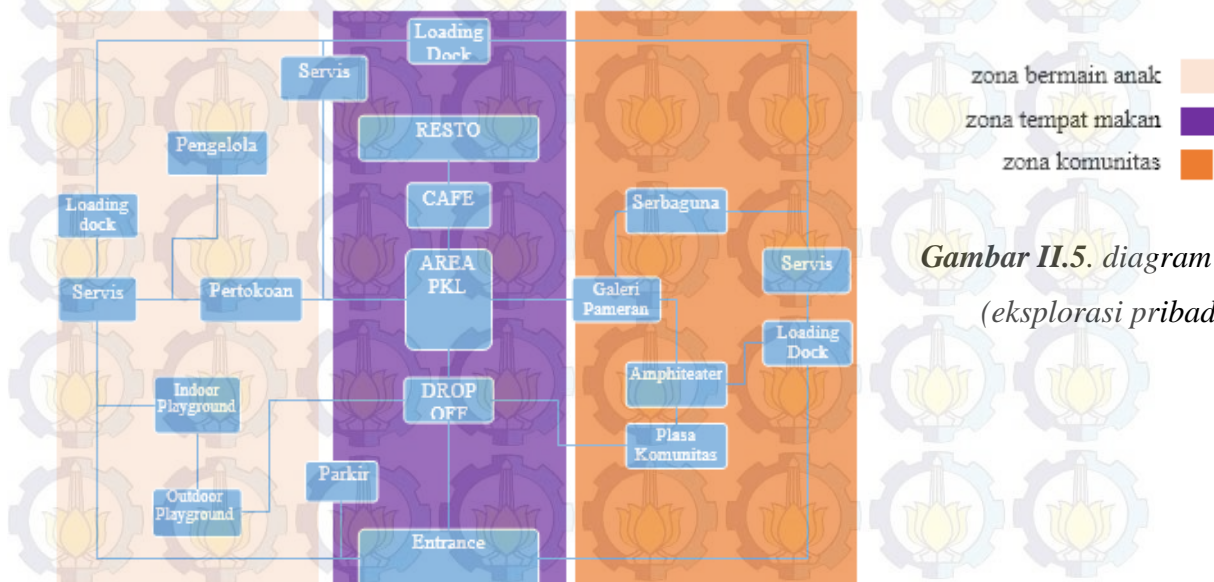 Loading
Dock
Servis
RESTO
Pengelola
CAFE
Loading
dock
Serbaguna
AREA
PKL
Servis
Servis
Pertokoan
Galeri
Pameran
Loading
Dock
Amphiteater
Indoor
Playground
DROP
OFF
Plasa
Komunitas
Parkir
Outdoor
Playground
Entrance
zona bermain anak
zona tempat makan
zona komunitas
Gambar II.5. diagram
(eksplorasi pribad